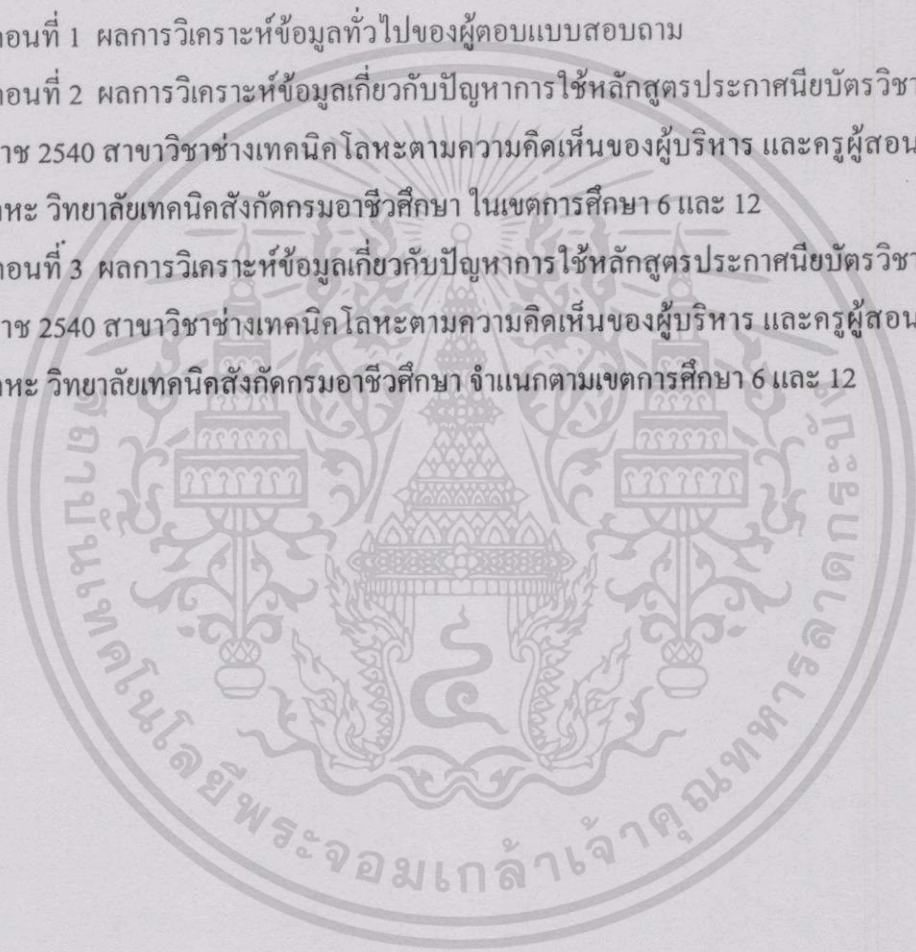 อนที่ 1 ผลการวิเคราะห์ข้อมูลทั่วไปของผู้ตอบแบบสอบถาม
อนที่ 2 ผลการวิเคราะห์ข้อมูลเกี่ยวกับปัญหาการใช้หลักสูตรประกาศนียบัตรวิชา
าช 2540 สาขาวิชาช่างเทคนิคโลหะตามความคิดเห็นของผู้บริหาร และครูผู้สอน
หะ วิทยาลัยเทคนิคสังกัดกรมอาชีวศึกษา ในเขตการศึกษา 6 และ 12
อนที่ 3 ผลการวิเคราะห์ข้อมูลเกี่ยวกับปัญหาการใช้หลักสูตรประกาศนียบัตรวิชา
าช 2540 สาขาวิชาช่างเทคนิคโลหะตามความคิดเห็นของผู้บริหาร และครูผู้สอน
หะ วิทยาลัยเทคนิคสังกัดกรมอาชีวศึกษา จำแนกตามเขตการศึกษา 6 และ 12
สถาบันเทคโนโลยีพระจอมเกล้าเจ้าคุณทหารลาดกระบัง